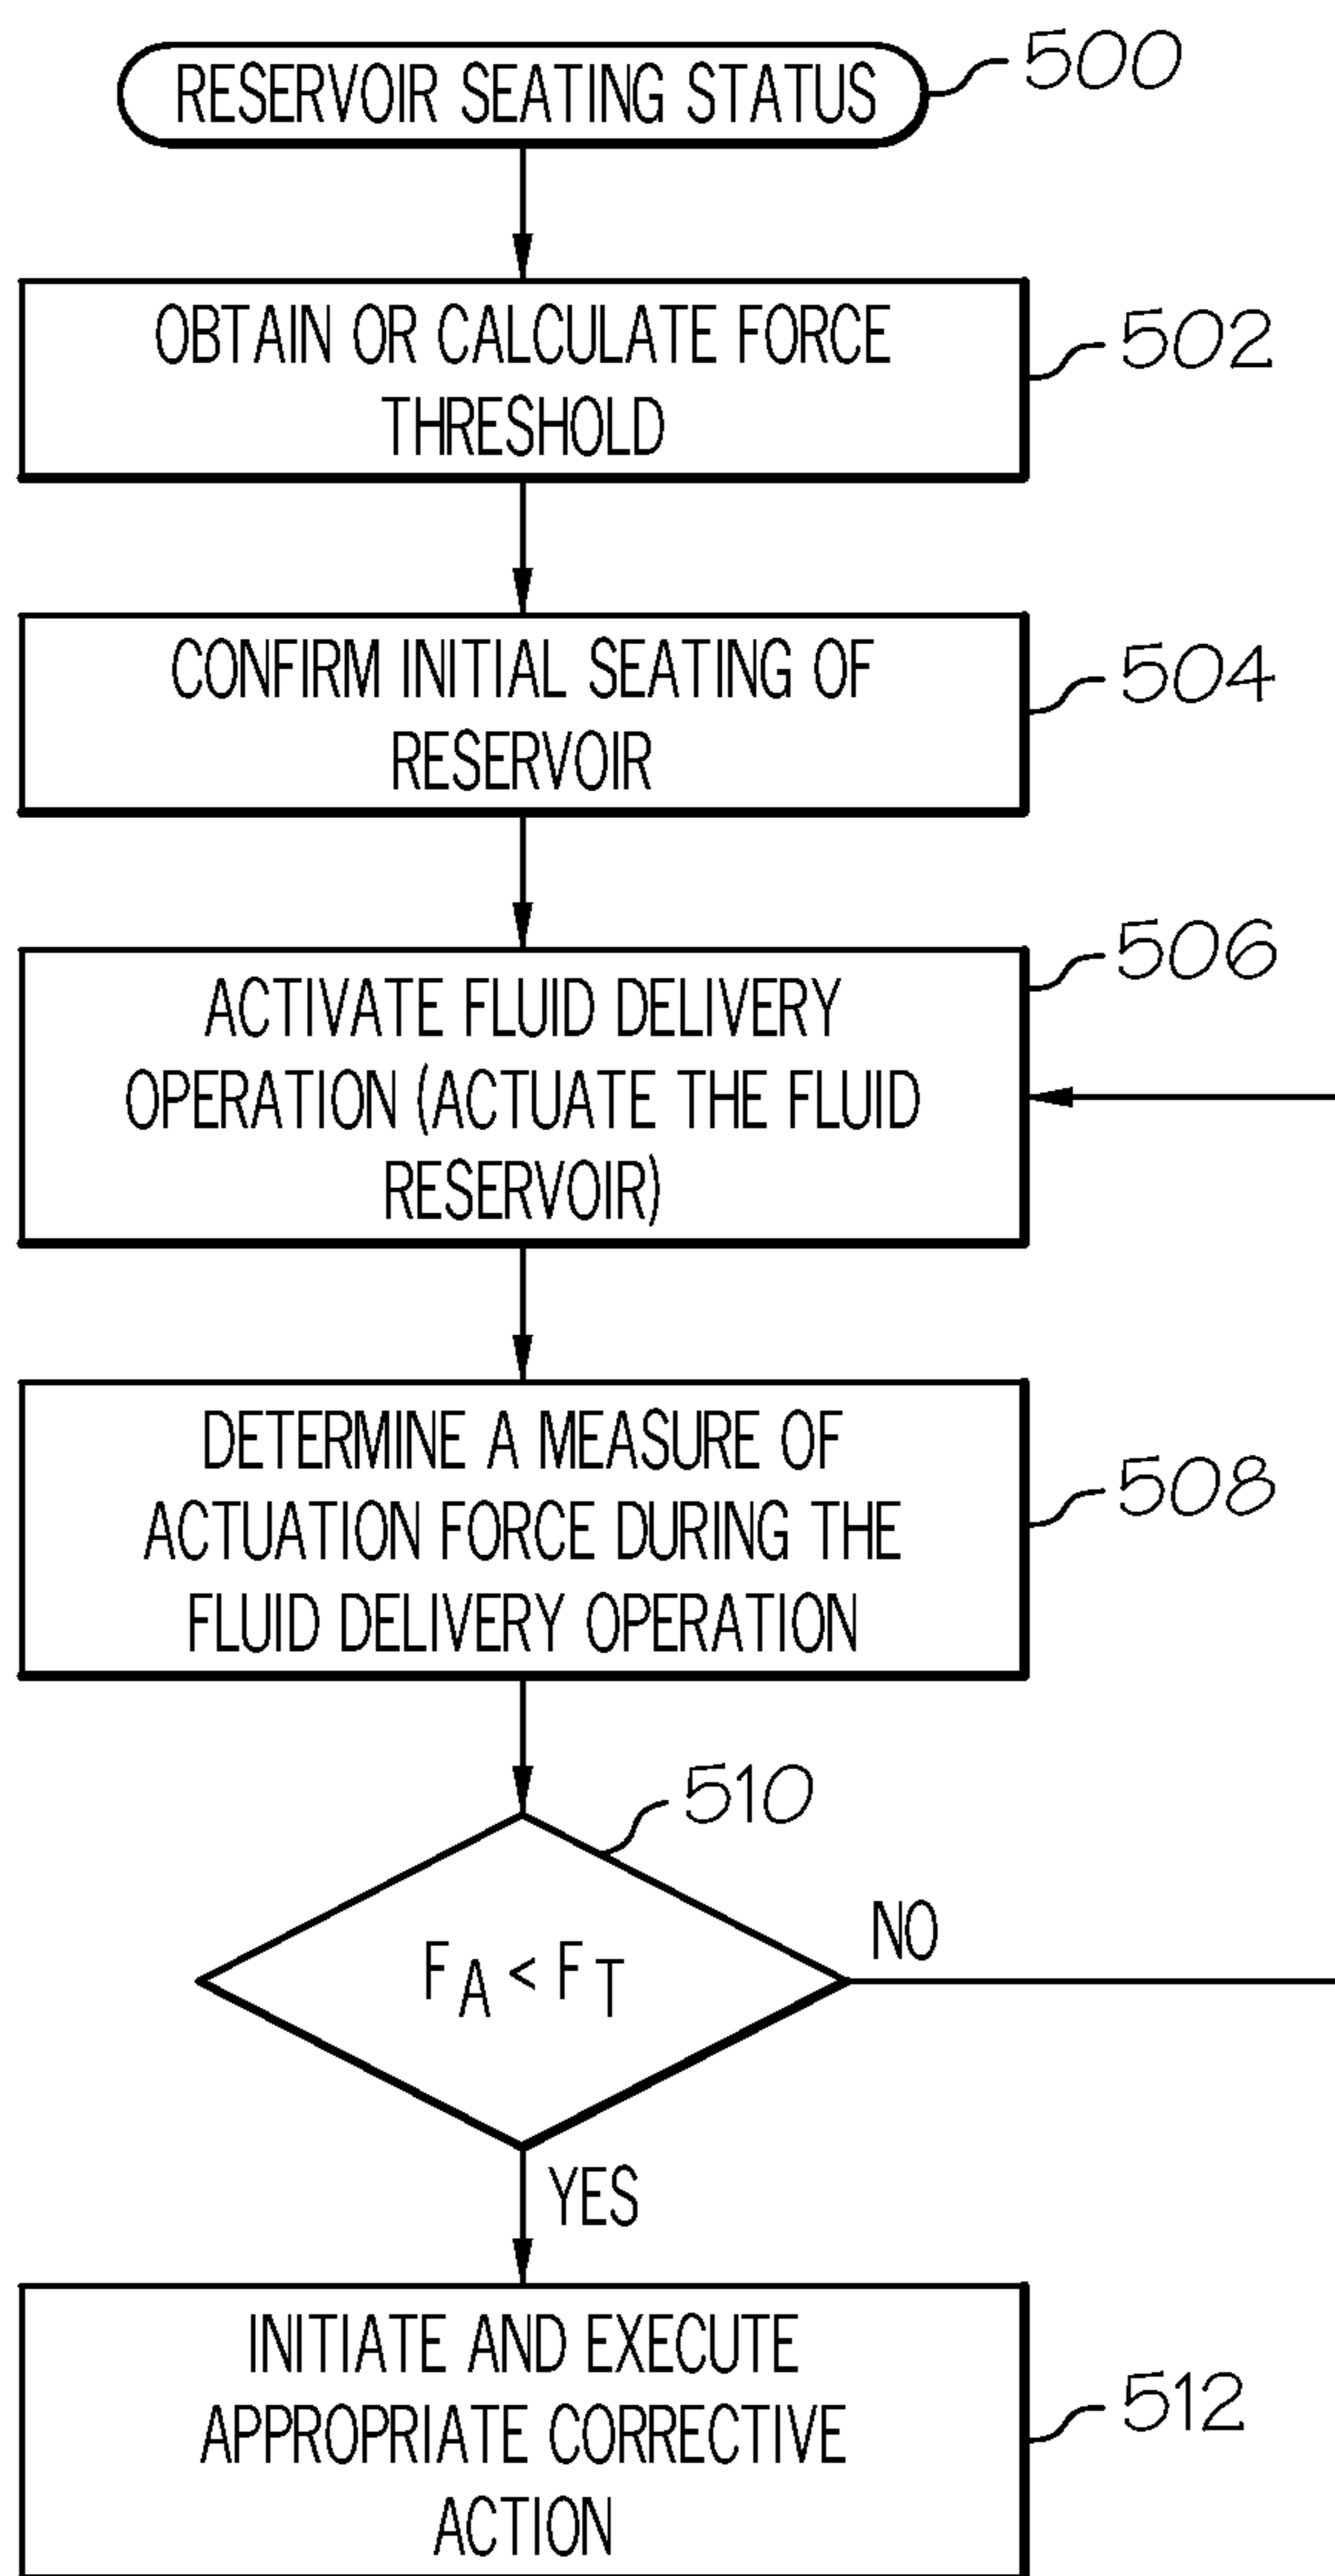 RESERVOIR SEATING STATUS
500
OBTAIN OR CALCULATE FORCE
THRESHOLD
502
CONFIRM INITIAL SEATING OF
RESERVOIR
504
506
ACTIVATE FLUID DELIVERY
OPERATION (ACTUATE THE FLUID
RESERVOIR)
DETERMINE A MEASURE OF
ACTUATION FORCE DURING THE
FLUID DELIVERY OPERATION
508
510
F A < F T
NO
YES
INITIATE AND EXECUTE
APPROPRIATE CORRECTIVE
ACTION
512